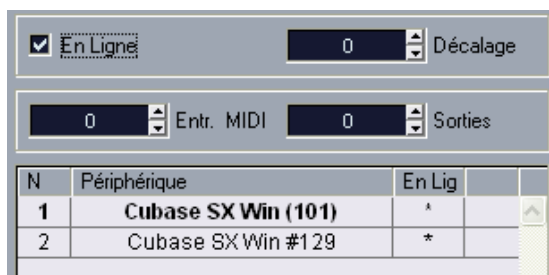 En Ligne 0 Décalage
0 Entr. MIDI 0 Sorties
N Périphérique En Lig
1 Cubase SX Win (101) *
2 Cubase SX Win #129 *